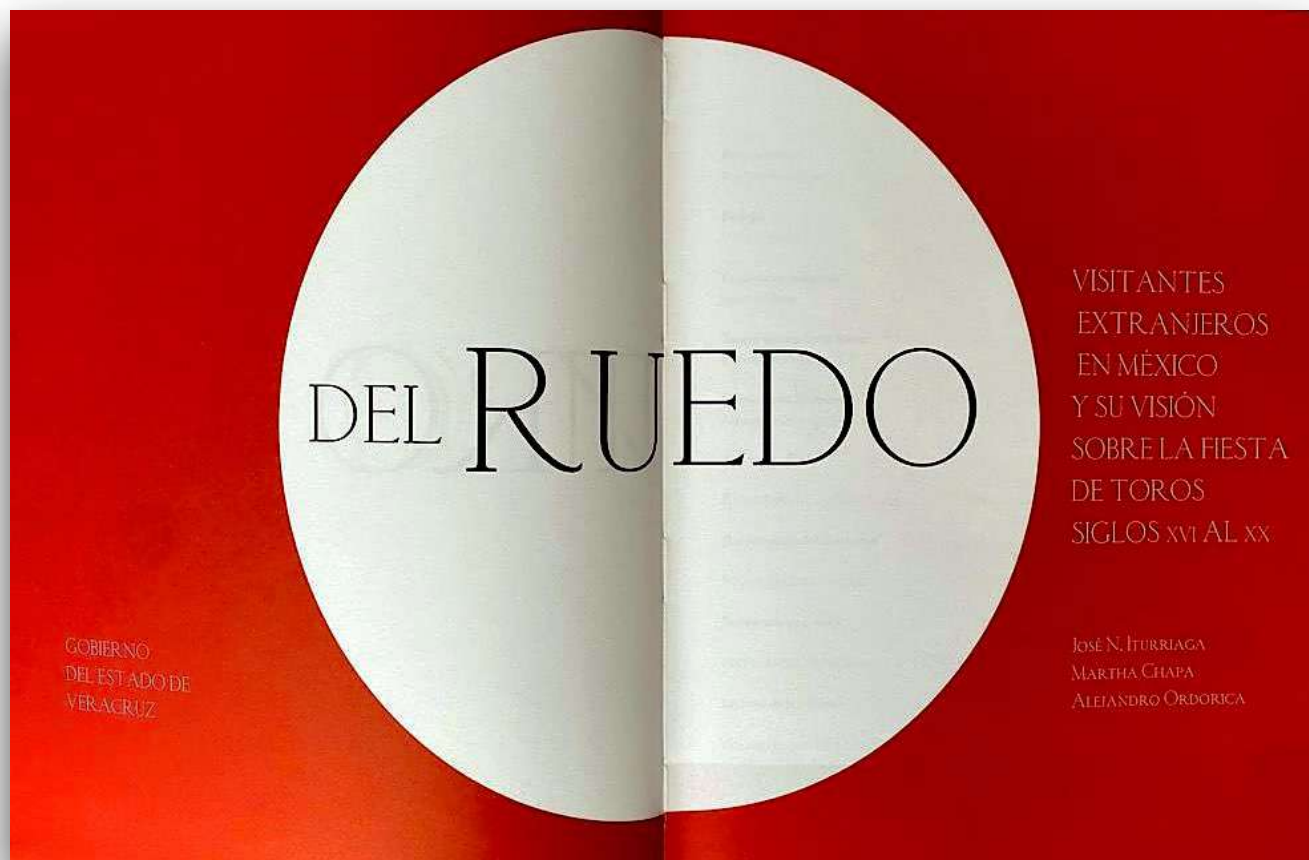 DEL RUEDO
VISITANTES
EXTRANJEROS
EN MÉXICO
Y SU VISIÓN
SOBRE LA FIESTA
DE TOROS
SIGLOS XVI AL XX
JOSÉ N. ITURRIAGA
MARTHA CHAPA
ALEJANDRO ORDORICA
GOBIERNO
DEL ESTADO DE
VERACRUZ